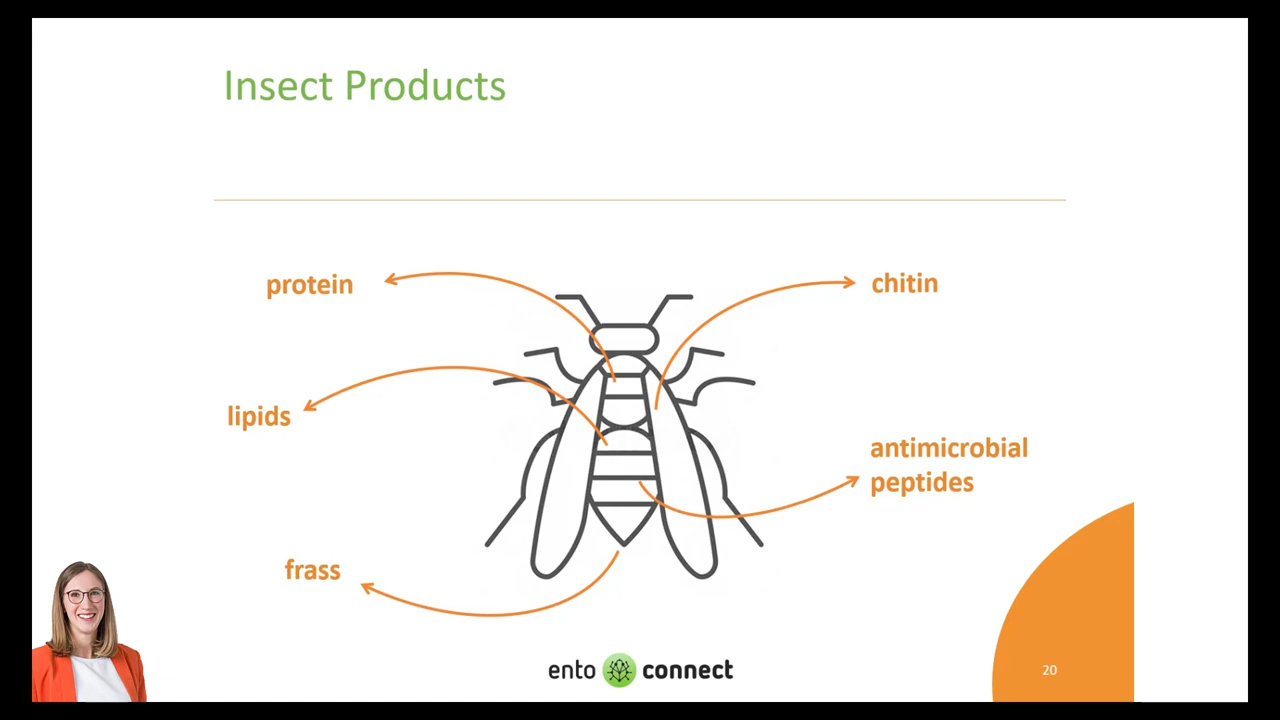 Insect Products
protein
chitin
lipids
antimicrobial
peptides
frass
ento connect
20